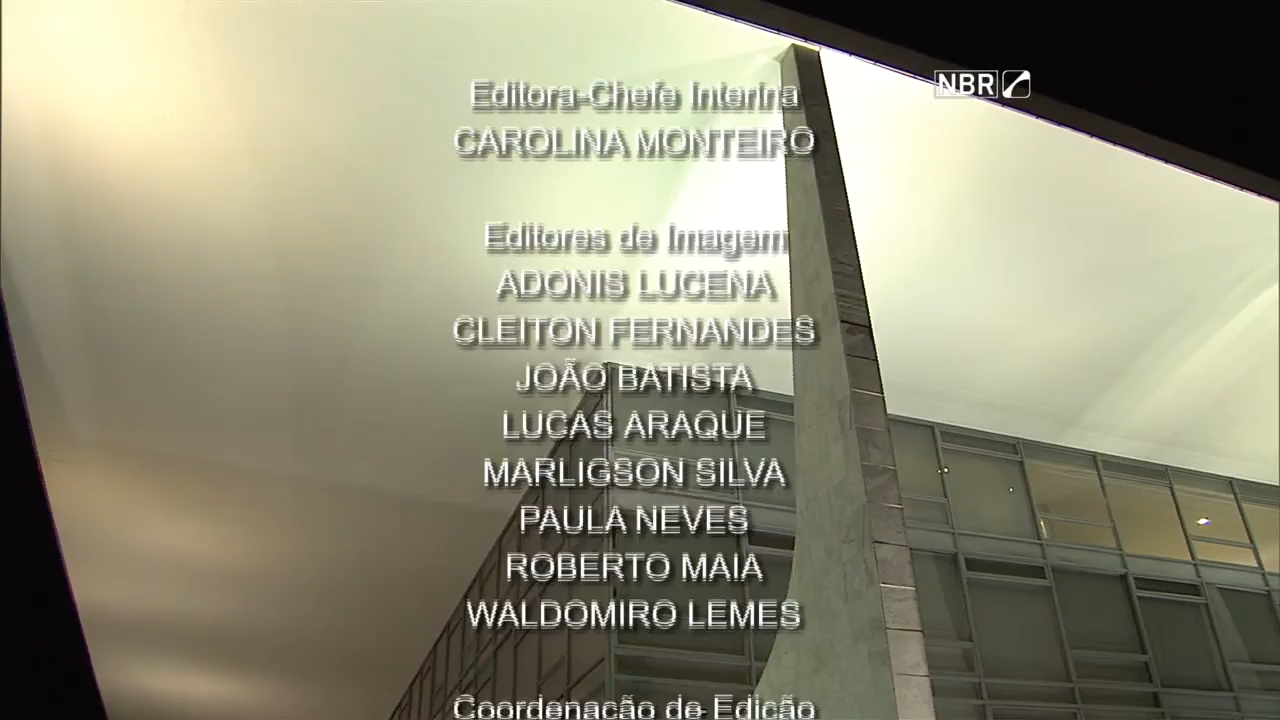 NBR
Editora-Chefe Interina
CAROLINA MONTEIRO
Editores de Imagem
ADONIS LUCENA
CLEITON FERNANDES
JOÃO BATISTA
LUCAS ARAQUE
MARLIGSON SILVA
PAULA NEVES
ROBERTO MAIA
WALDOMIRO LEMES
Coordenação de Edição